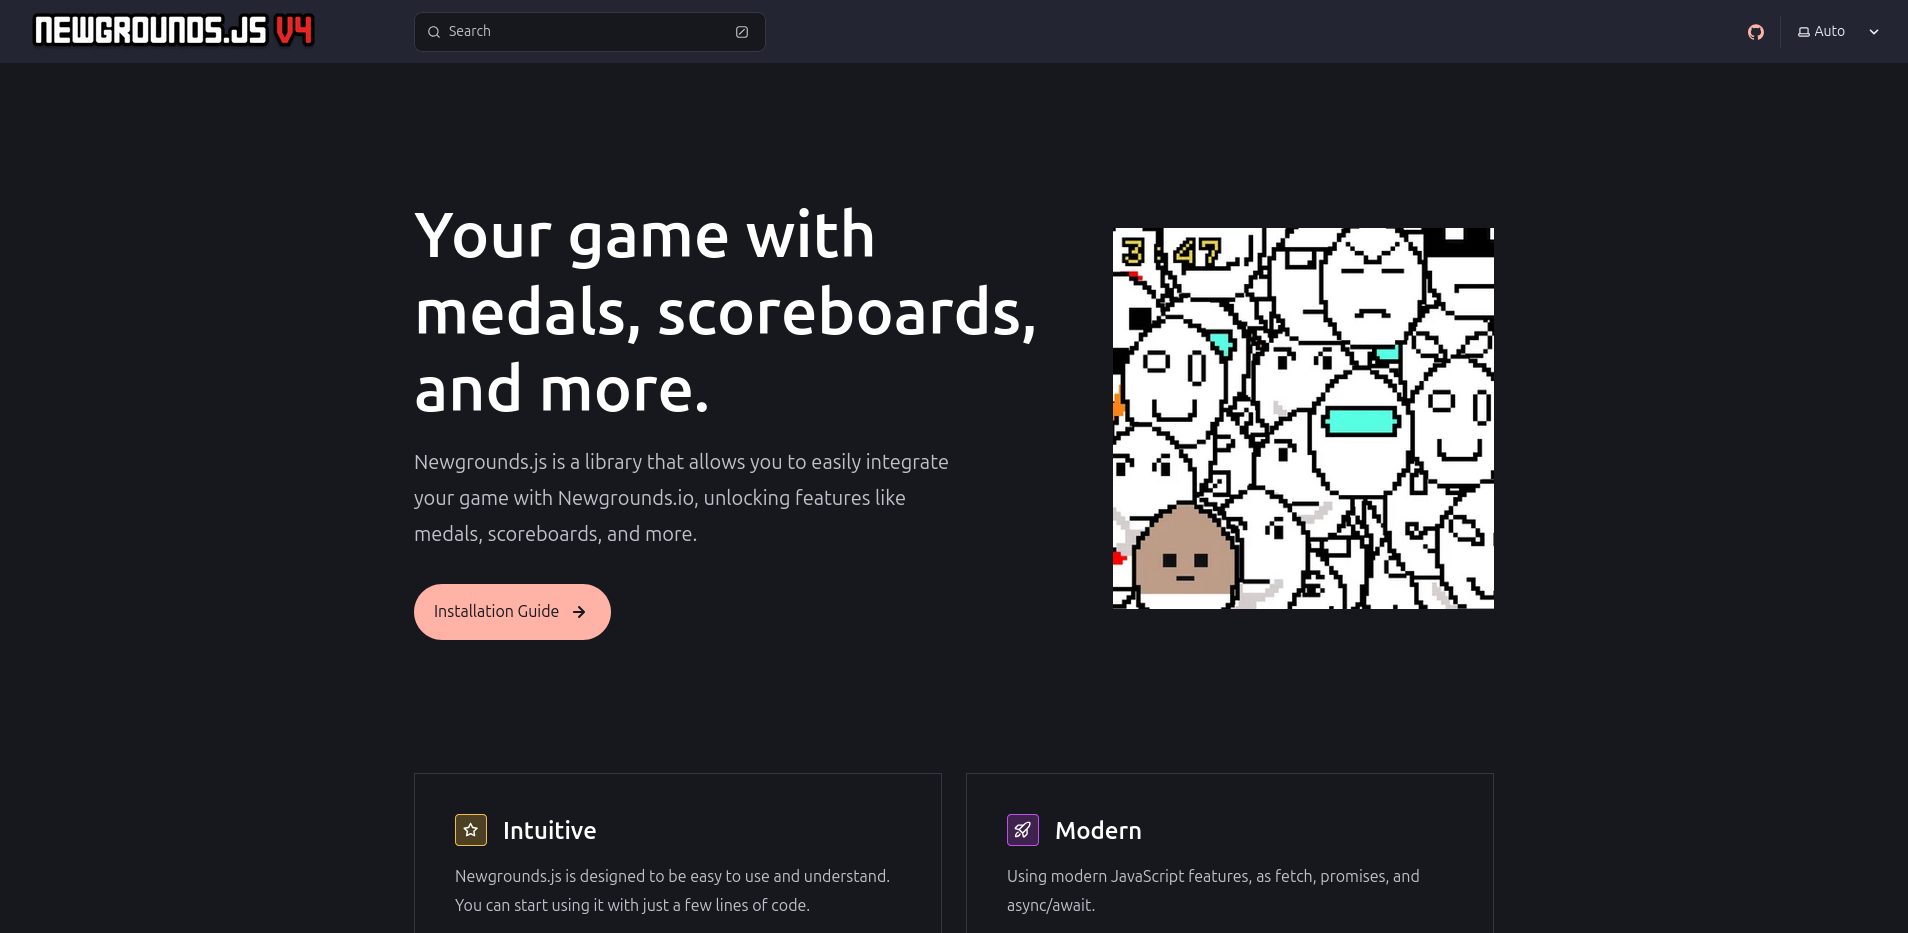 NEWGROUNDS.JS V4
Search
Auto
Your game with
medals, scoreboards,
and more.
3:47
Newgrounds.js is a library that allows you to easily integrate
your game with Newgrounds.io, unlocking features like
medals, scoreboards, and more.
Installation Guide
Intuitive
Newgrounds.js is designed to be easy to use and understand.
You can start using it with just a few lines of code.
Modern
Using modern JavaScript features, as fetch, promises, and
async/await.